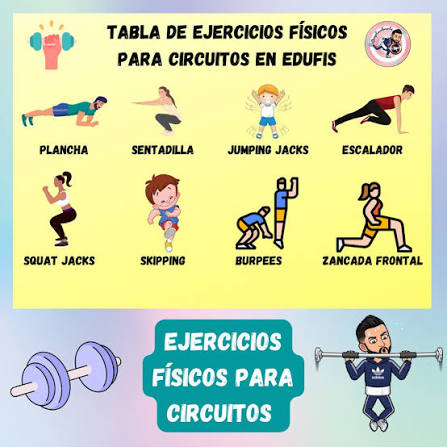 TABLA DE EJERCICIOS FÍSICOS
PARA CIRCUITOS EN EDUFIS
PLANCHA
SENTADILLA
JUMPING JACKS
ESCALADOR
SQUAT JACKS
SKIPPING
BURPEES
ZANCADA FRONTAL
EJERCICIOS
FÍSICOS PARA
CIRCUITOS